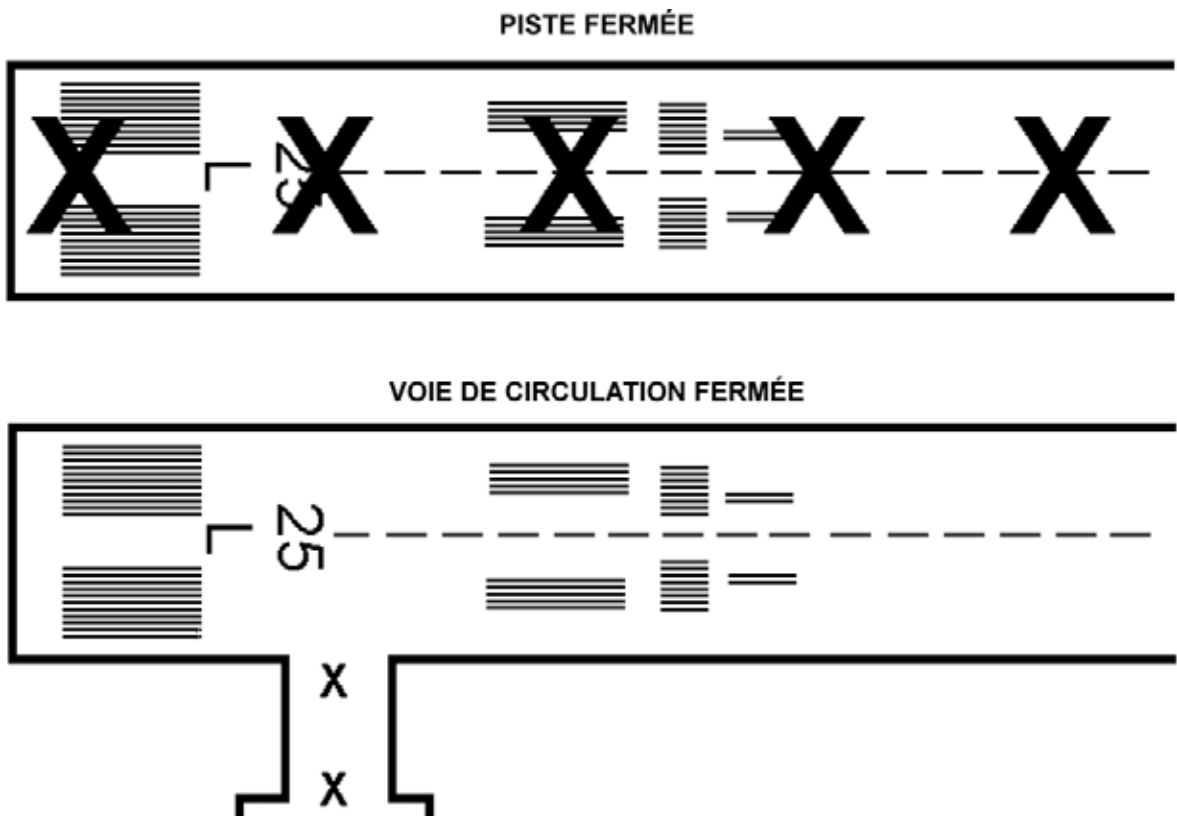 PISTE FERMÉE
X X X X X
L 25
VOIE DE CIRCULATION FERMÉE
L 25
X
X